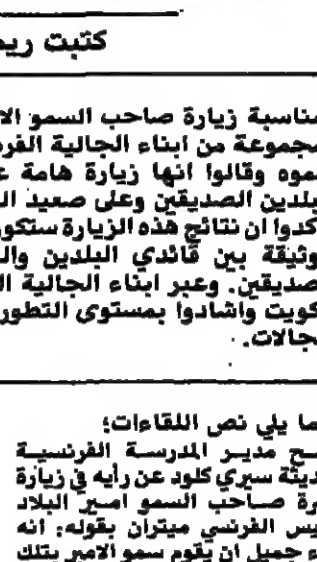 كتبت ريم
مناسبة زيارة صاحب السمو الا
مجموعة من ابناء الجالية الفر
موه وقالوا انها زيارة هامة ع
بلدين الصديقين وعلى صعيد ال
كدوا ان نتائج هذه الزيارة ستكو
وثيقة بين قائدي البلدين وال
صديقين. وعبر ابناء الجالية ال
كويت واشادوا بمستوى التطور
جالات.
ما يلي نص اللقاءات؛
ـح مدير المدرسة الفرنسية
ديثة سيري كلود عن رأيه في زيارة
رة صاحب السمو امير البلاد
يس الفرنسي ميتران بقوله: انه
ء جميل ان يقوم سمو الامير بتلك